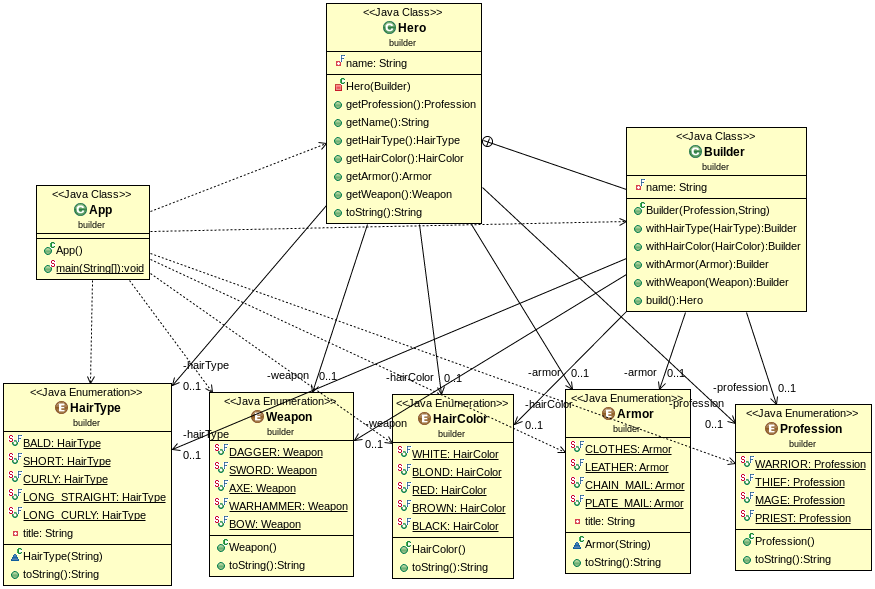 <<Java Class>>
Hero
builder
name: String
Hero(Builder)
getProfession():Profession
getName():String
getHairType():HairType
getHairColor():HairColor
getArmor():Armor
getWeapon():Weapon
toString():String
<<Java Class>>
Builder
builder
name: String
Builder(Profession,String)
withHairType(HairType):Builder
withHairColor(HairColor):Builder
withArmor(Armor):Builder
withWeapon(Weapon):Builder
build():Hero
<<Java Class>>
App
builder
App()
main(String[]):void
-hairType
0..1
-weapon
0..1
-hairColor
0..1
-armor
0..1
-armor
0..1
-profession
0..1
-hairType
0..1
-weapon
0..1
-hairColor
0..1
-profession
0..1
<<Java Enumeration>>
HairType
builder
BALD: HairType
SHORT: HairType
CURLY: HairType
LONG_STRAIGHT: HairType
LONG_CURLY: HairType
title: String
HairType(String)
toString():String
<<Java Enumeration>>
Weapon
builder
DAGGER: Weapon
SWORD: Weapon
AXE: Weapon
WARHAMMER: Weapon
BOW: Weapon
Weapon()
toString():String
<<Java Enumeration>>
HairColor
builder
WHITE: HairColor
BLOND: HairColor
RED: HairColor
BROWN: HairColor
BLACK: HairColor
HairColor()
toString():String
<<Java Enumeration>>
Armor
builder
CLOTHES: Armor
LEATHER: Armor
CHAIN_MAIL: Armor
PLATE_MAIL: Armor
title: String
Armor(String)
toString():String
<<Java Enumeration>>
Profession
builder
WARRIOR: Profession
THIEF: Profession
MAGE: Profession
PRIEST: Profession
Profession()
toString():String